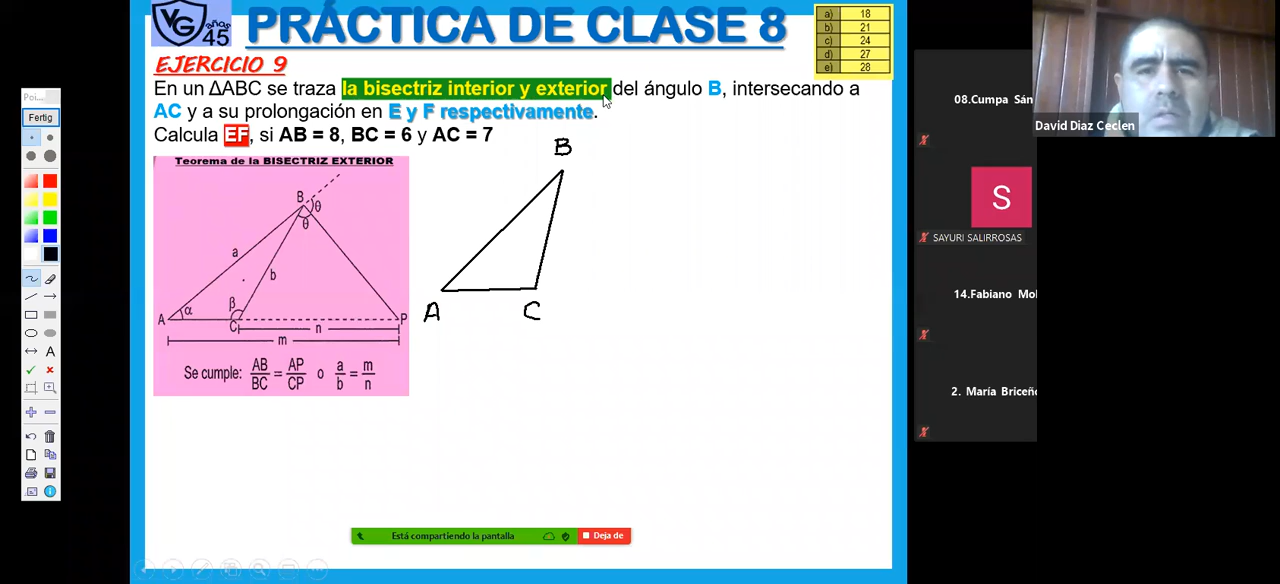 VG
años
45
PRÁCTICA DE CLASE 8
a) 18
b) 21
c) 24
d) 27
e) 28
EJERCICIO 9
En un ΔABC se traza la bisectriz interior y exterior del ángulo B, intersecando a
AC y a su prolongación en E y F respectivamente.
Calcula EF, si AB = 8, BC = 6 y AC = 7
Teorema de la BISECTRIZ EXTERIOR
B
θ
θ
a
b
β
A
α
C
n
P
m
Se cumple: AB/BC = AP/CP o a/b = m/n
B
A
C
Poi...
Fertig
A
Está compartiendo la pantalla
Deja de
08.Cumpa Sán
David Diaz Ceclen
S
SAYURI SALIRROSAS
14.Fabiano Mol
2. María Briceño